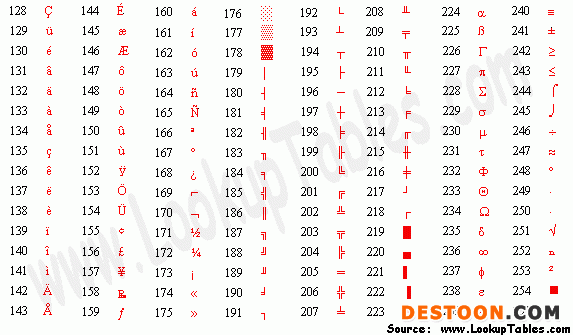 128 Ç 144 É 160 á 176 ░ 192 └ 208 ╨ 224 α 240 ≡
129 ü 145 æ 161 í 177 ▒ 193 ┴ 209 ╤ 225 ß 241 ±
130 é 146 Æ 162 ó 178 ▓ 194 ┬ 210 ╥ 226 Γ 242 ≥
131 â 147 ô 163 ú 179 │ 195 ├ 211 ╙ 227 π 243 ≤
132 ä 148 ö 164 ñ 180 ┤ 196 ─ 212 ╘ 228 Σ 244 ⌠
133 à 149 ò 165 Ñ 181 ╡ 197 ┼ 213 ╒ 229 σ 245 ⌡
134 å 150 û 166 ª 182 ╢ 198 ╞ 214 ╓ 230 µ 246 ÷
135 ç 151 ù 167 º 183 ╖ 199 ╟ 215 ╫ 231 τ 247 ≈
136 ê 152 ÿ 168 ¿ 184 ╕ 200 ╚ 216 ╪ 232 Φ 248 °
137 ë 153 Ö 169 ⌐ 185 ╣ 201 ╔ 217 ┘ 233 Θ 249 ∙
138 è 154 Ü 170 ¬ 186 ║ 202 ╩ 218 ┌ 234 Ω 250 ·
139 ï 155 ¢ 171 ½ 187 ╗ 203 ╦ 219 █ 235 δ 251 √
140 î 156 £ 172 ¼ 188 ╝ 204 ╠ 220 ▄ 236 ∞ 252 ⁿ
141 ì 157 ¥ 173 ¡ 189 ╜ 205 ═ 221 ▌ 237 φ 253 ²
142 Ä 158 ₧ 174 « 190 ╛ 206 ╬ 222 ▐ 238 ε 254 ■
143 Å 159 ƒ 175 » 191 ┐ 207 ╧ 223
www.LookupTables.com
DESTOON.COM
Source: www.LookupTables.com